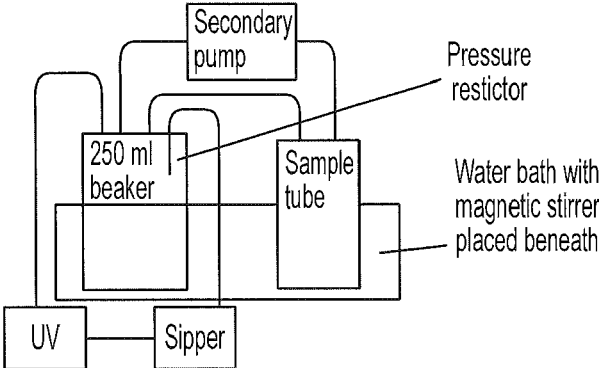 Secondary
pump
Pressure
restictor
250 ml
beaker
Sample
tube
Water bath with
magnetic stirrer
placed beneath
UV
Sipper